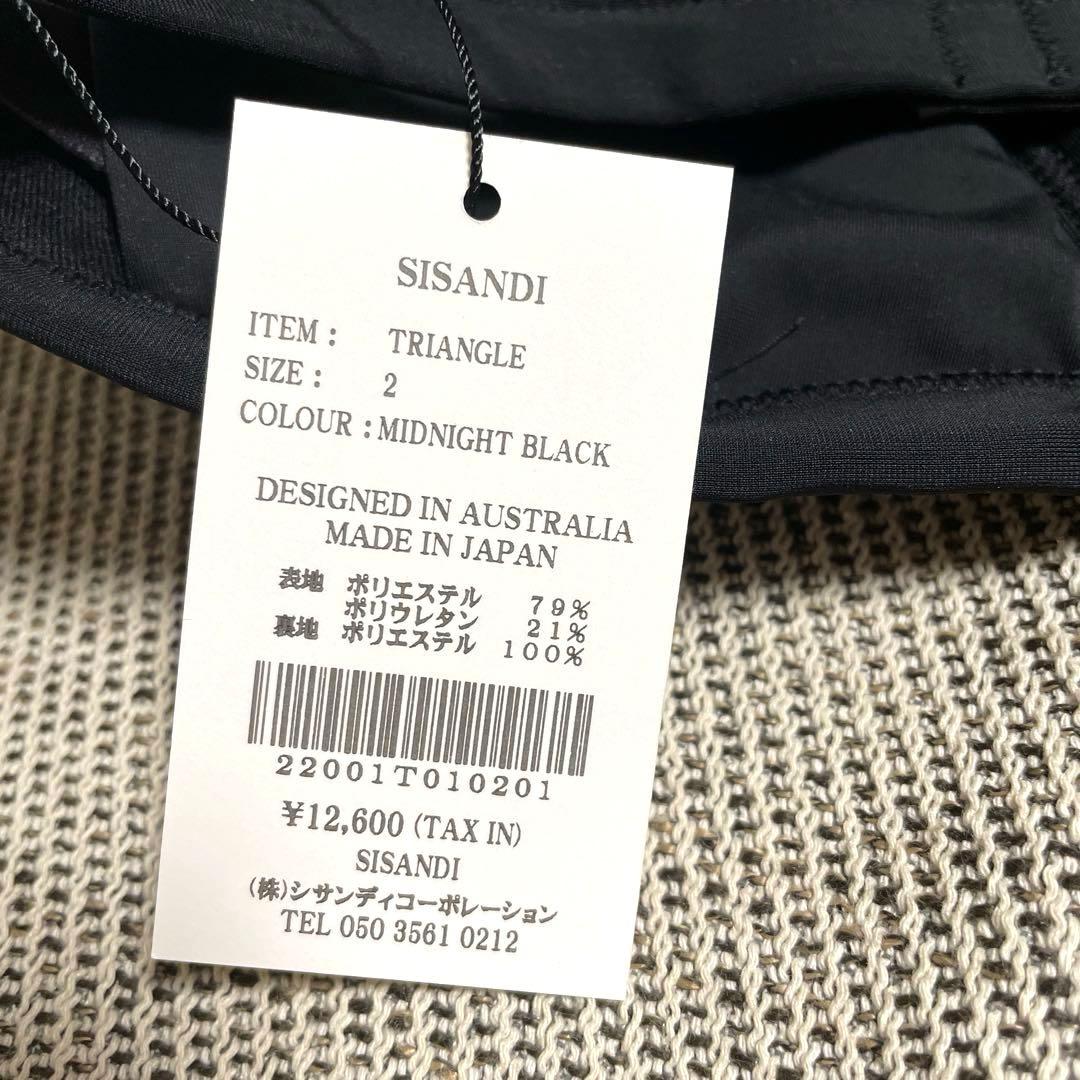 SISANDI
ITEM : TRIANGLE
SIZE : 2
COLOUR : MIDNIGHT BLACK
DESIGNED IN AUSTRALIA
MADE IN JAPAN
表地 ポリエステル 79%
ポリウレタン 21%
裏地 ポリエステル 100%
22001T010201
¥12,600 (TAX IN)
SISANDI
(株)シサンディコーポレーション
TEL 050 3561 0212